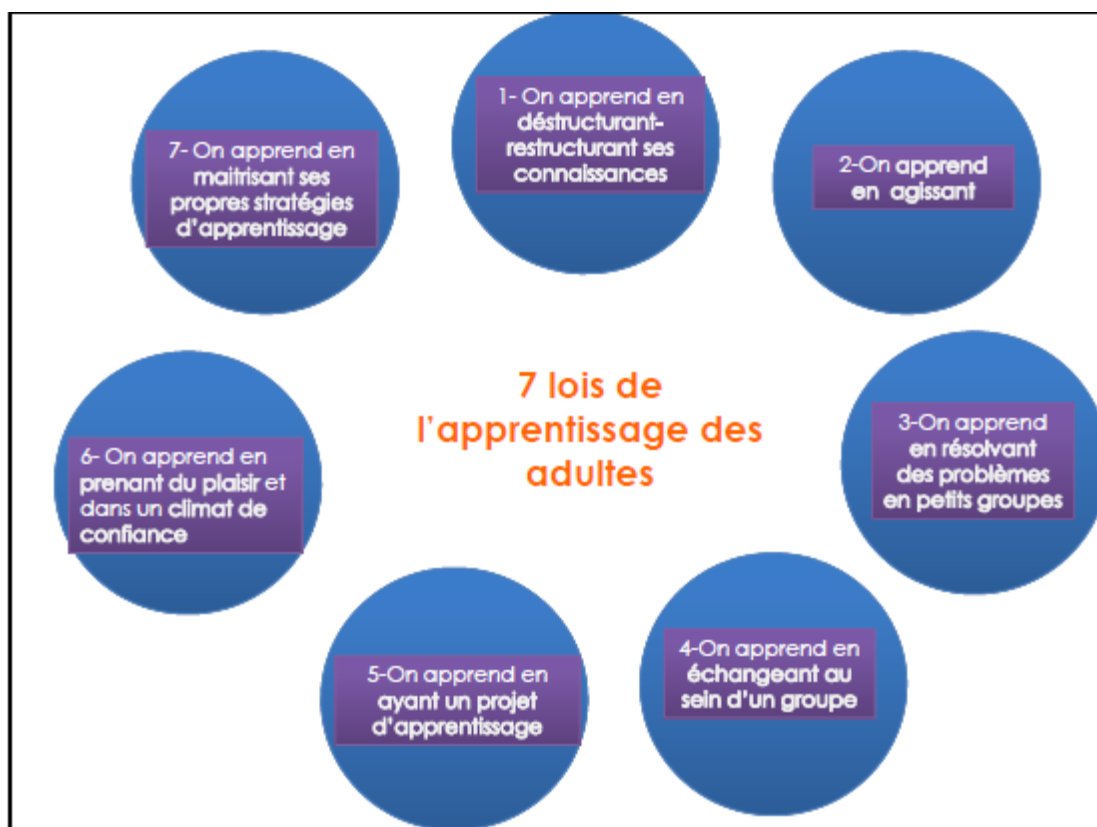 1- On apprend en
déstructurant-
restructurant ses
connaissances
2-On apprend
en agissant
3-On apprend
en résolvant
des problèmes
en petits groupes
4-On apprend en
échangeant au
sein d'un groupe
5-On apprend en
ayant un projet
d'apprentissage
6- On apprend en
prenant du plaisir et
dans un climat de
confiance
7- On apprend en
maitrisant ses
propres stratégies
d'apprentissage
7 lois de
l'apprentissage des
adultes